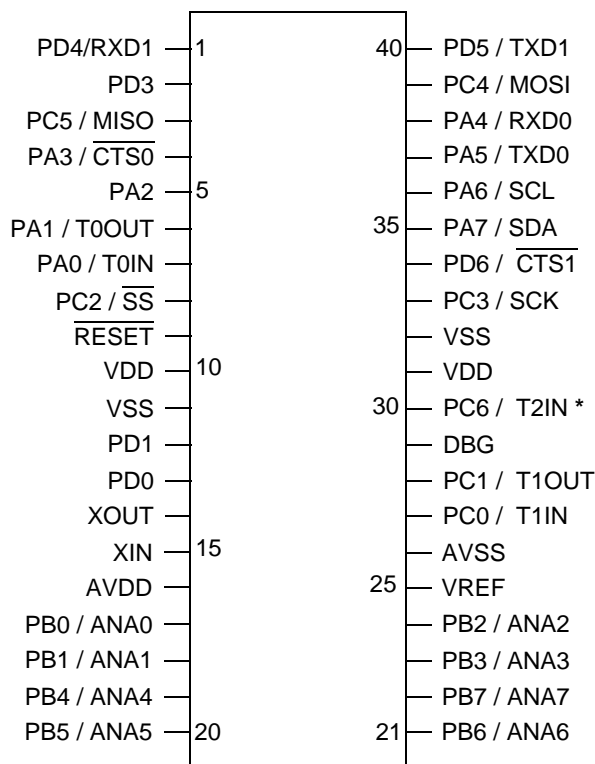 PD4/RXD1 1 40 PD5 / TXD1
PD3 PC4 / MOSI
PC5 / MISO PA4 / RXD0
PA3 / CTS0 PA5 / TXD0
PA2 5 PA6 / SCL
PA1 / T0OUT 35 PA7 / SDA
PA0 / T0IN PD6 / CTS1
PC2 / SS PC3 / SCK
RESET VSS
VDD 10 VDD
VSS 30 PC6 / T2IN *
PD1 DBG
PD0 PC1 / T1OUT
XOUT PC0 / T1IN
XIN 15 AVSS
AVDD 25 VREF
PB0 / ANA0 PB2 / ANA2
PB1 / ANA1 PB3 / ANA3
PB4 / ANA4 PB7 / ANA7
PB5 / ANA5 20 21 PB6 / ANA6